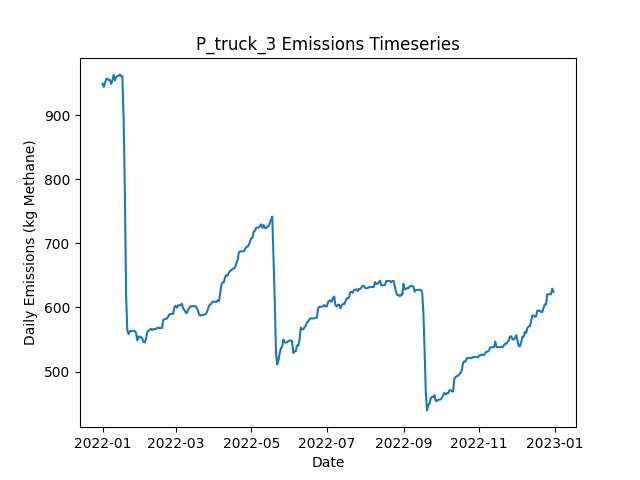 P_truck_3 Emissions Timeseries
Daily Emissions (kg Methane)
900
800
700
600
500
2022-01 2022-03 2022-05 2022-07 2022-09 2022-11 2023-01
Date